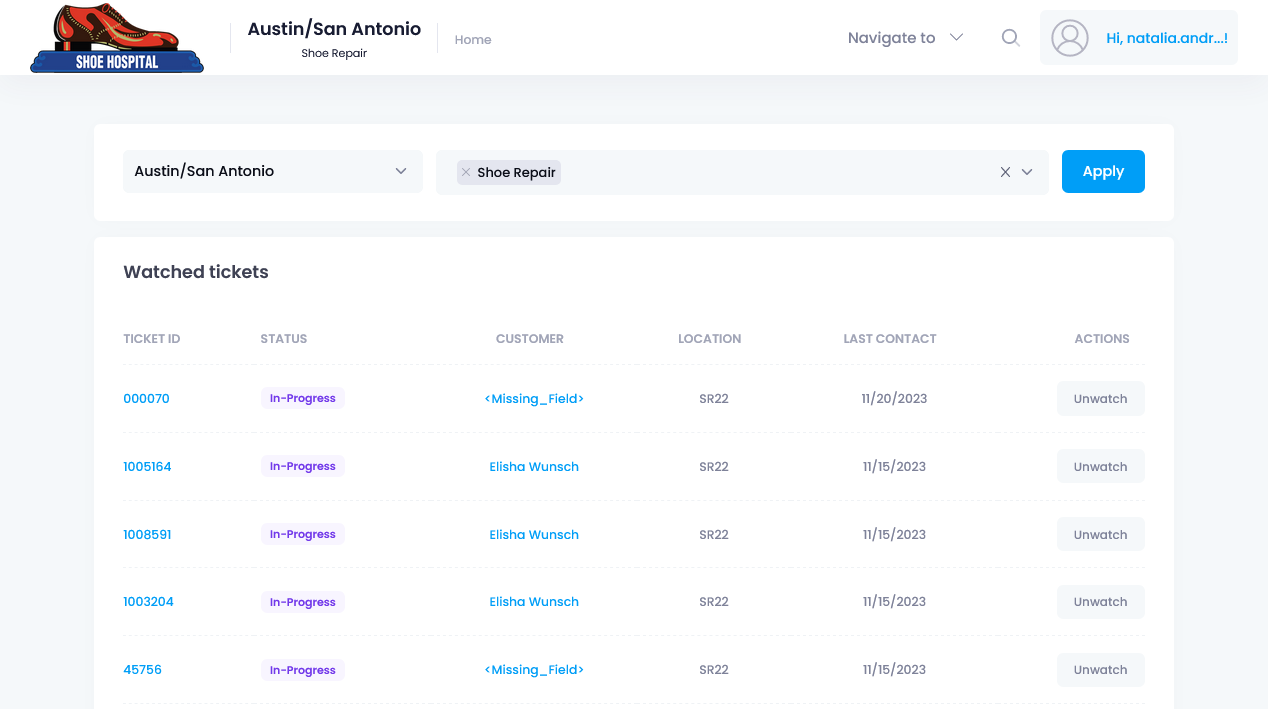 SHOE HOSPITAL
Austin/San Antonio
Shoe Repair
Home
Navigate to
Hi, natalia.andr...!
Austin/San Antonio
Shoe Repair
Apply
Watched tickets
TICKET ID STATUS CUSTOMER LOCATION LAST CONTACT ACTIONS
000070 In-Progress <Missing_Field> SR22 11/20/2023 Unwatch
1005164 In-Progress Elisha Wunsch SR22 11/15/2023 Unwatch
1008591 In-Progress Elisha Wunsch SR22 11/15/2023 Unwatch
1003204 In-Progress Elisha Wunsch SR22 11/15/2023 Unwatch
45756 In-Progress <Missing_Field> SR22 11/15/2023 Unwatch